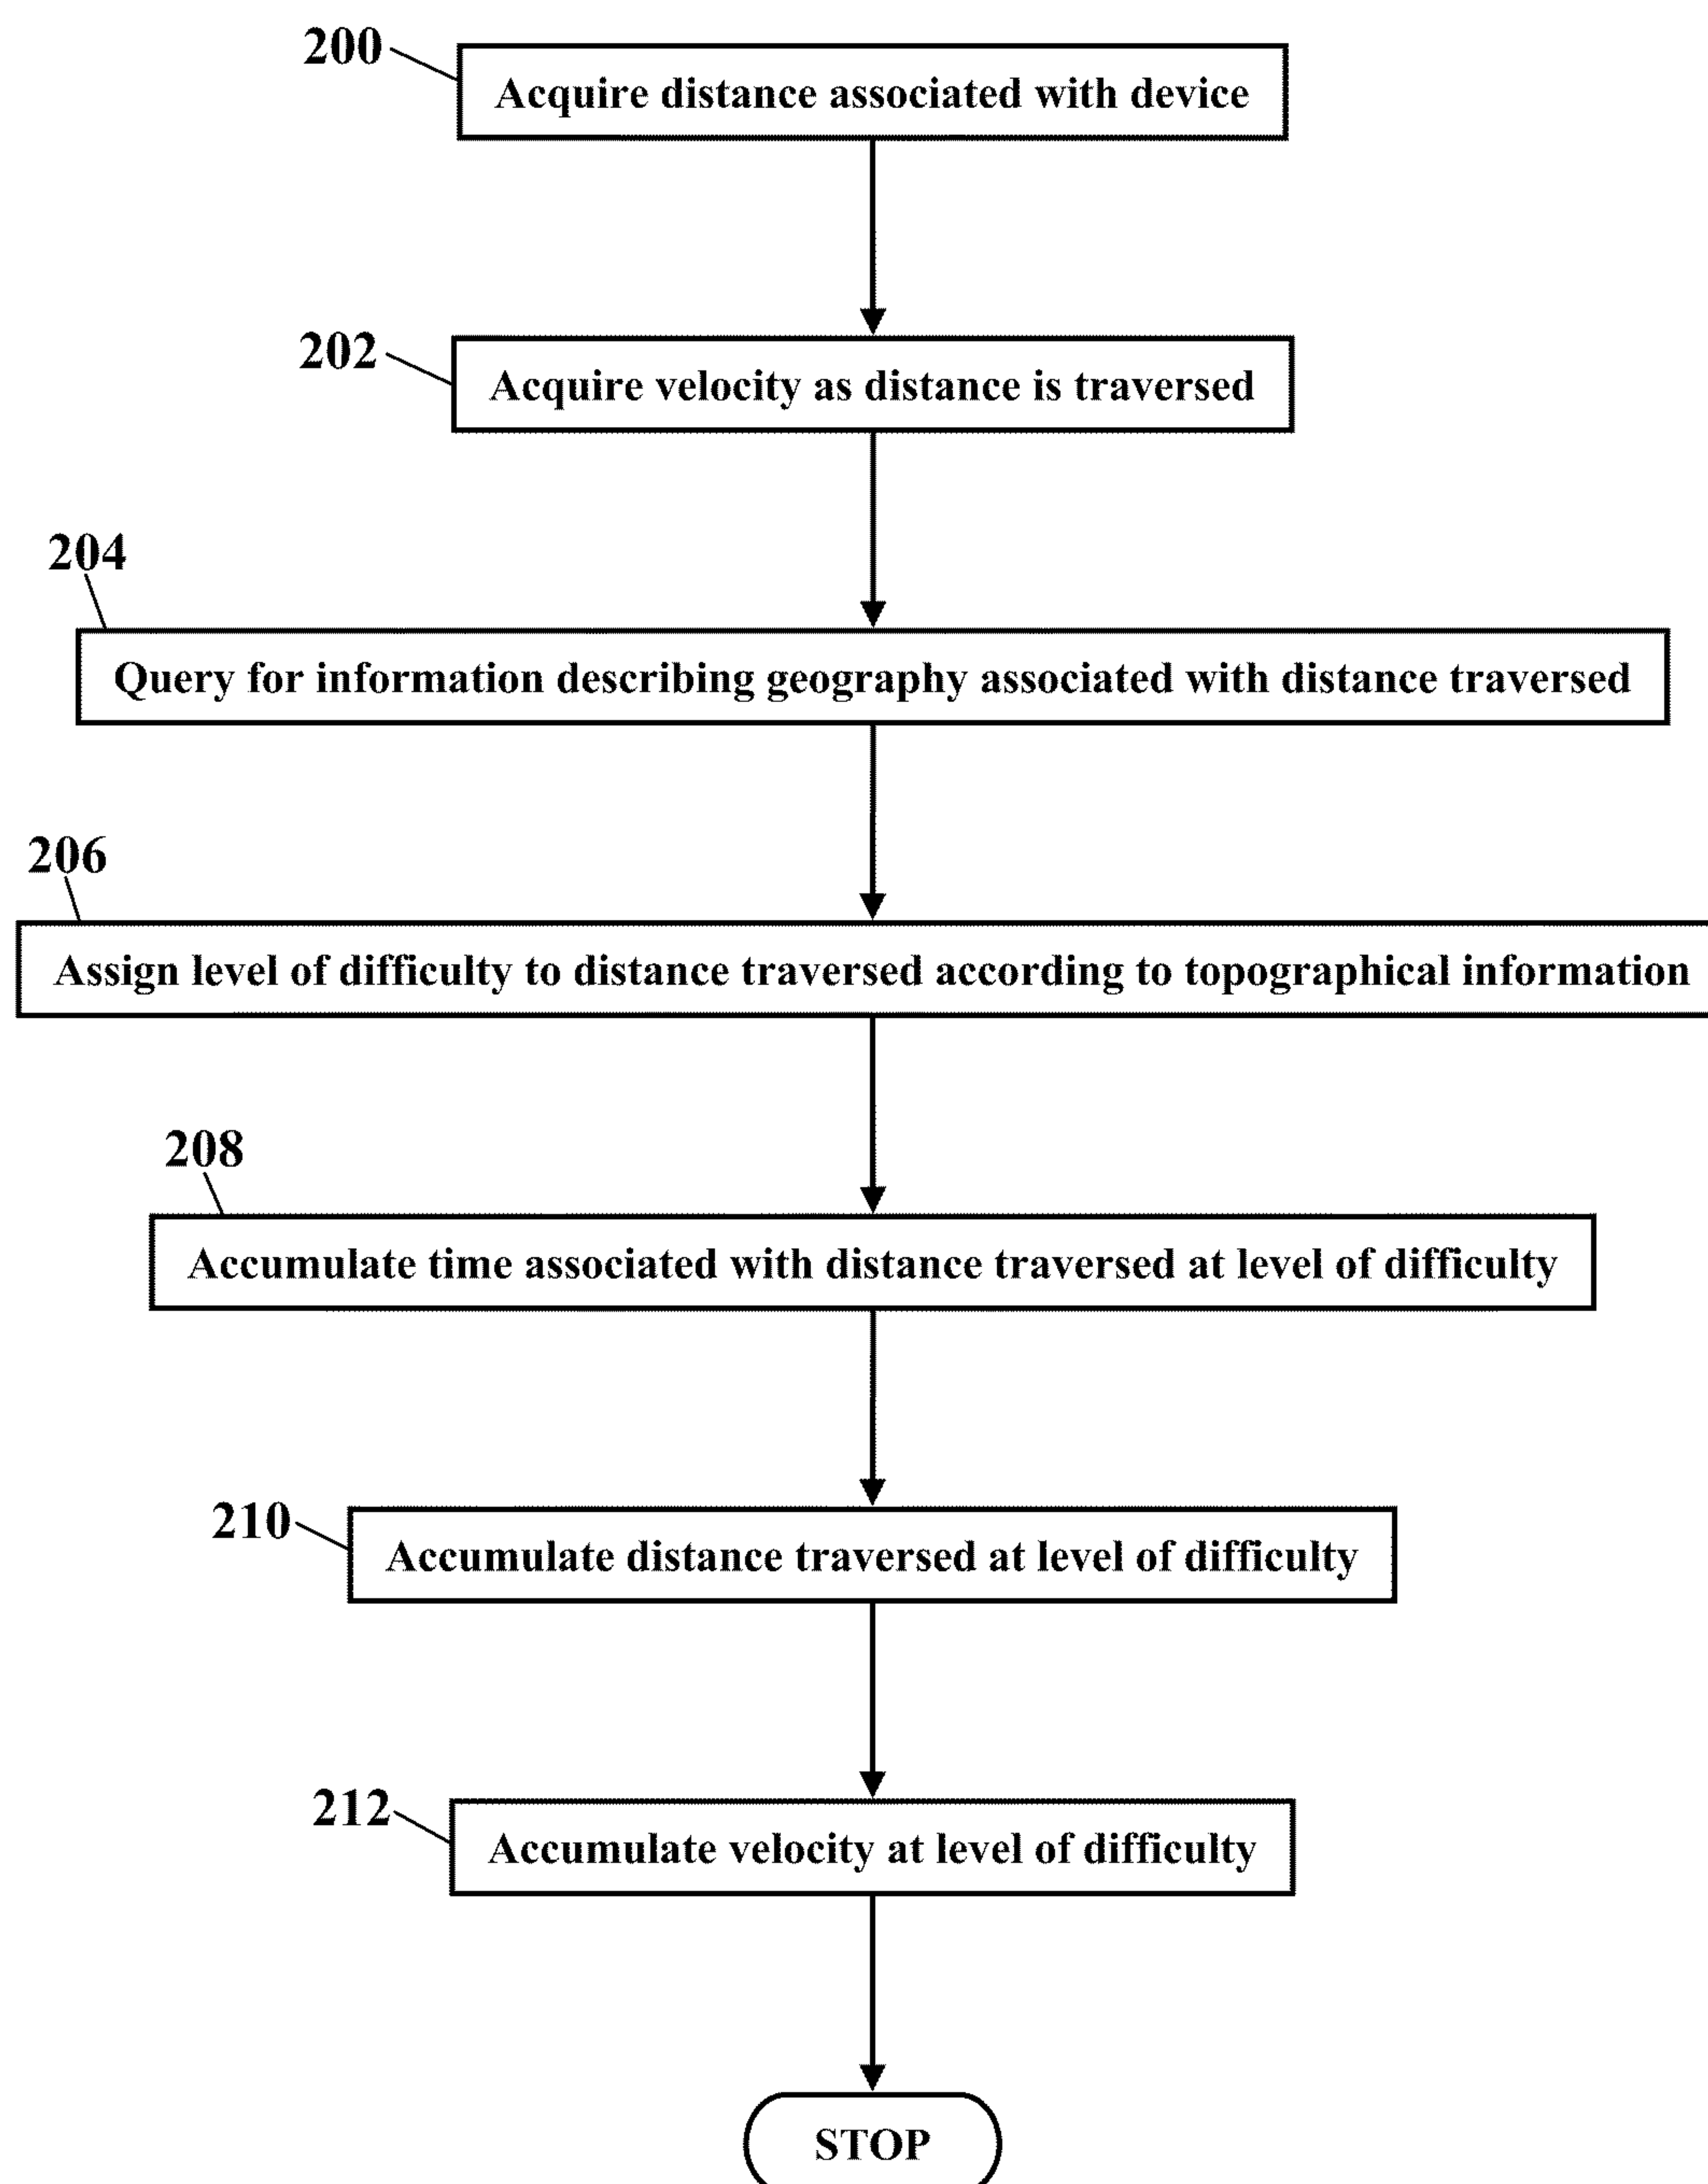 200
Acquire distance associated with device
202
Acquire velocity as distance is traversed
204
Query for information describing geography associated with distance traversed
206
Assign level of difficulty to distance traversed according to topographical information
208
Accumulate time associated with distance traversed at level of difficulty
210
Accumulate distance traversed at level of difficulty
212
Accumulate velocity at level of difficulty
STOP